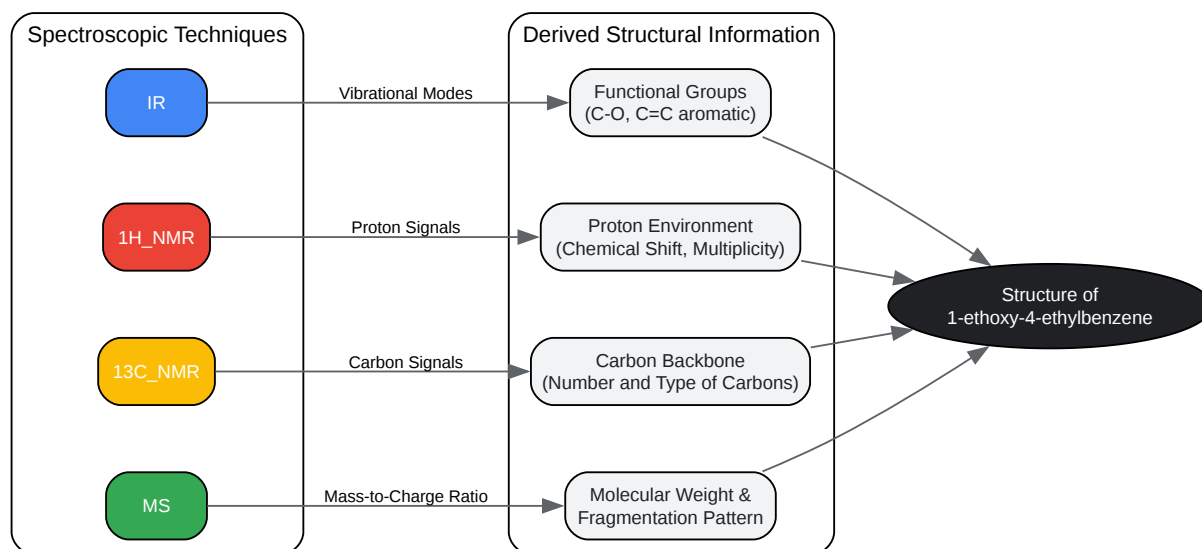 Spectroscopic Techniques
Derived Structural Information
IR
Vibrational Modes
Functional Groups
(C-O, C=C aromatic)
1H_NMR
Proton Signals
Proton Environment
(Chemical Shift, Multiplicity)
Structure of
1-ethoxy-4-ethylbenzene
13C_NMR
Carbon Signals
Carbon Backbone
(Number and Type of Carbons)
MS
Mass-to-Charge Ratio
Molecular Weight &
Fragmentation Pattern